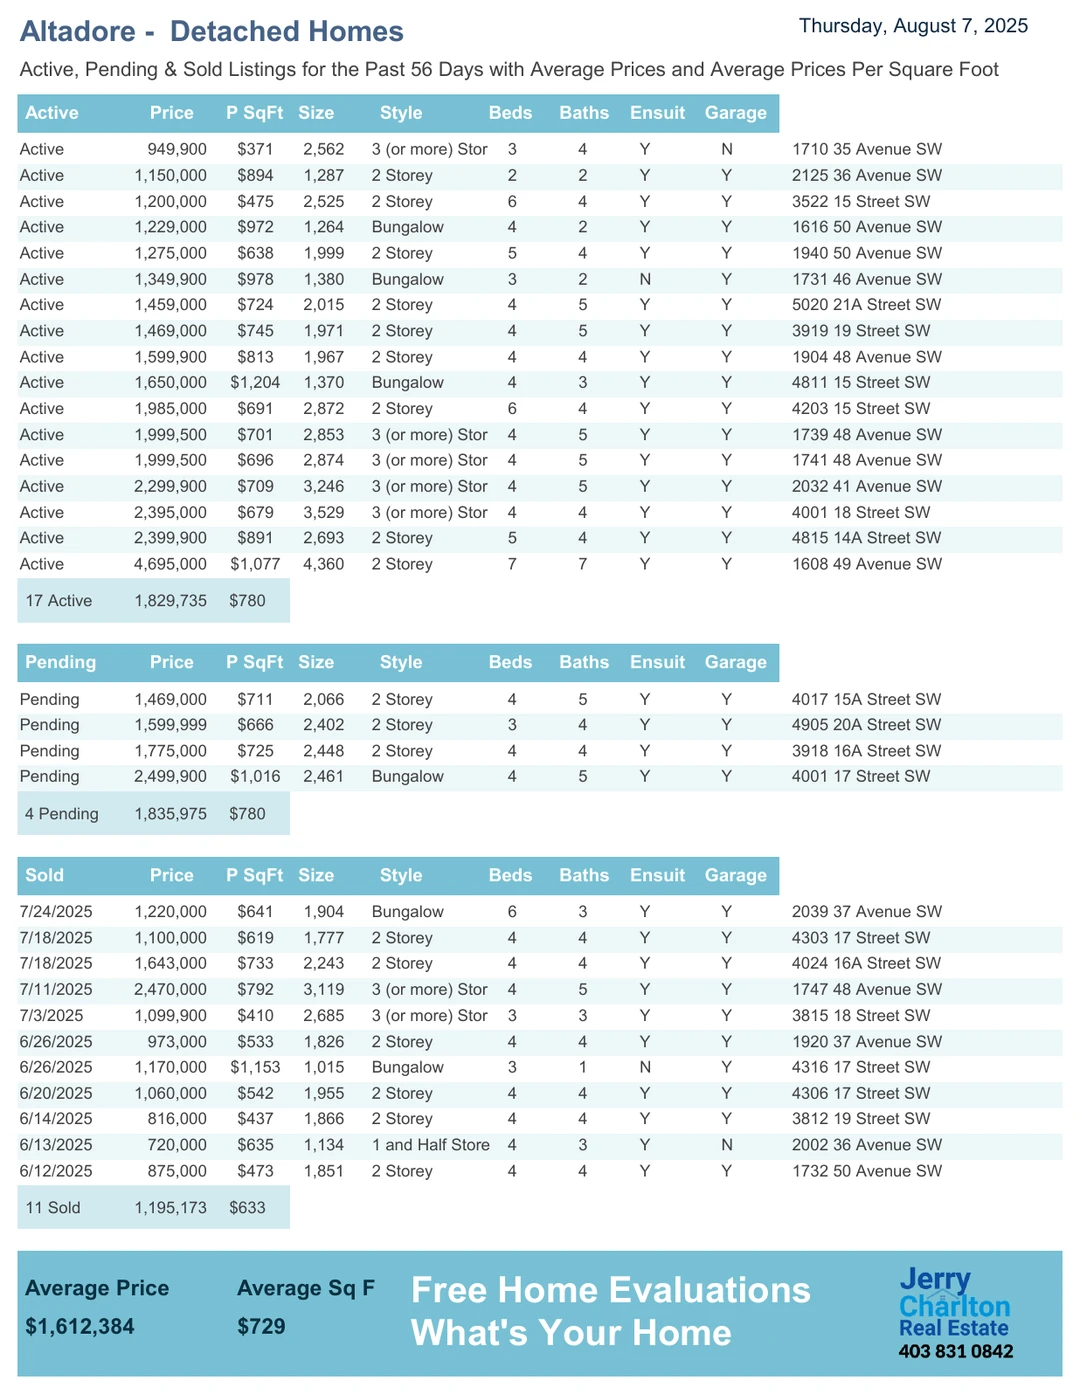 Altadore -  Detached Homes
Thursday, August 7, 2025
Active, Pending & Sold Listings for the Past 56 Days with Average Prices and Average Prices Per Square Foot
Active Price P SqFt Size Style Beds Baths Ensuit Garage
Active 949,900 $371 2,562 3 (or more) Stor 3 4 Y N 1710 35 Avenue SW
Active 1,150,000 $894 1,287 2 Storey 2 2 Y Y 2125 36 Avenue SW
Active 1,200,000 $475 2,525 2 Storey 6 4 Y Y 3522 15 Street SW
Active 1,229,000 $972 1,264 Bungalow 4 2 Y Y 1616 50 Avenue SW
Active 1,275,000 $638 1,999 2 Storey 5 4 Y Y 1940 50 Avenue SW
Active 1,349,900 $978 1,380 Bungalow 3 2 N Y 1731 46 Avenue SW
Active 1,459,000 $724 2,015 2 Storey 4 5 Y Y 5020 21A Street SW
Active 1,469,000 $745 1,971 2 Storey 4 5 Y Y 3919 19 Street SW
Active 1,599,900 $813 1,967 2 Storey 4 4 Y Y 1904 48 Avenue SW
Active 1,650,000 $1,204 1,370 Bungalow 4 3 Y Y 4811 15 Street SW
Active 1,985,000 $691 2,872 2 Storey 6 4 Y Y 4203 15 Street SW
Active 1,999,500 $701 2,853 3 (or more) Stor 4 5 Y Y 1739 48 Avenue SW
Active 1,999,500 $696 2,874 3 (or more) Stor 4 5 Y Y 1741 48 Avenue SW
Active 2,299,900 $709 3,246 3 (or more) Stor 4 5 Y Y 2032 41 Avenue SW
Active 2,395,000 $679 3,529 3 (or more) Stor 4 4 Y Y 4001 18 Street SW
Active 2,399,900 $891 2,693 2 Storey 5 4 Y Y 4815 14A Street SW
Active 4,695,000 $1,077 4,360 2 Storey 7 7 Y Y 1608 49 Avenue SW
17 Active 1,829,735 $780
Pending Price P SqFt Size Style Beds Baths Ensuit Garage
Pending 1,469,000 $711 2,066 2 Storey 4 5 Y Y 4017 15A Street SW
Pending 1,599,999 $666 2,402 2 Storey 3 4 Y Y 4905 20A Street SW
Pending 1,775,000 $725 2,448 2 Storey 4 4 Y Y 3918 16A Street SW
Pending 2,499,900 $1,016 2,461 Bungalow 4 5 Y Y 4001 17 Street SW
4 Pending 1,835,975 $780
Sold Price P SqFt Size Style Beds Baths Ensuit Garage
7/24/2025 1,220,000 $641 1,904 Bungalow 6 3 Y Y 2039 37 Avenue SW
7/18/2025 1,100,000 $619 1,777 2 Storey 4 4 Y Y 4303 17 Street SW
7/18/2025 1,643,000 $733 2,243 2 Storey 4 4 Y Y 4024 16A Street SW
7/11/2025 2,470,000 $792 3,119 3 (or more) Stor 4 5 Y Y 1747 48 Avenue SW
7/3/2025 1,099,900 $410 2,685 3 (or more) Stor 3 3 Y Y 3815 18 Street SW
6/26/2025 973,000 $533 1,826 2 Storey 4 4 Y Y 1920 37 Avenue SW
6/26/2025 1,170,000 $1,153 1,015 Bungalow 3 1 N Y 4316 17 Street SW
6/20/2025 1,060,000 $542 1,955 2 Storey 4 4 Y Y 4306 17 Street SW
6/14/2025 816,000 $437 1,866 2 Storey 4 4 Y Y 3812 19 Street SW
6/13/2025 720,000 $635 1,134 1 and Half Store 4 3 Y N 2002 36 Avenue SW
6/12/2025 875,000 $473 1,851 2 Storey 4 4 Y Y 1732 50 Avenue SW
11 Sold 1,195,173 $633
Average Price Average Sq F
$1,612,384 $729
Free Home Evaluations
What's Your Home
Jerry
Charlton
Real Estate
403 831 0842